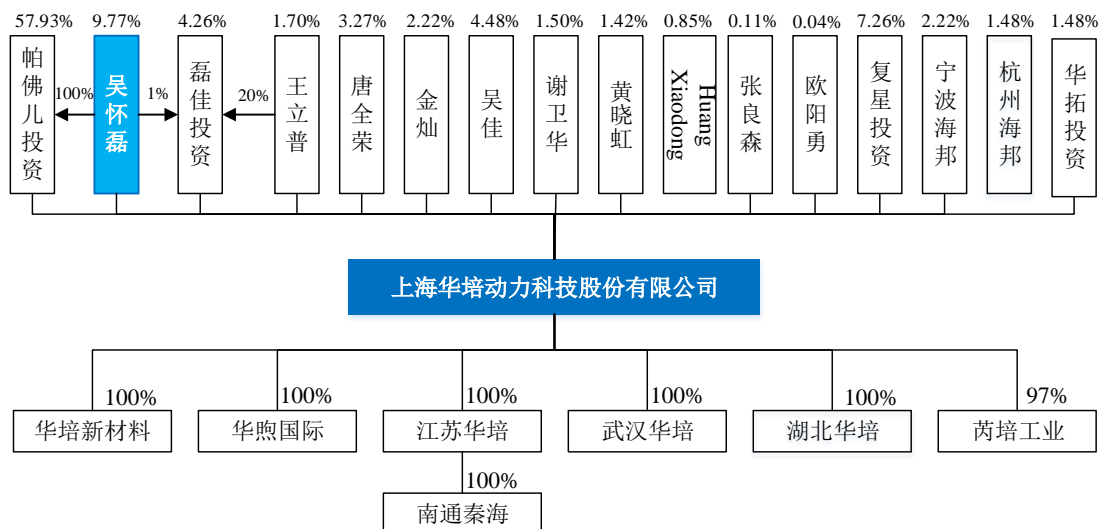 57.93% 9.77% 4.26% 1.70% 3.27% 2.22% 4.48% 1.50% 1.42% 0.85% 0.11% 0.04% 7.26% 2.22% 1.48% 1.48%
帕佛儿投资
100%
吴怀磊
1%
磊佳投资
20%
王立普
唐全荣
金灿
吴佳
谢卫华
黄晓虹
Huang
Xiaodong
张良森
欧阳勇
复星投资
宁波海邦
杭州海邦
华拓投资
上海华培动力科技股份有限公司
100% 100% 100% 100% 100% 97%
华培新材料 华煦国际 江苏华培 武汉华培 湖北华培 芮培工业
100%
南通秦海